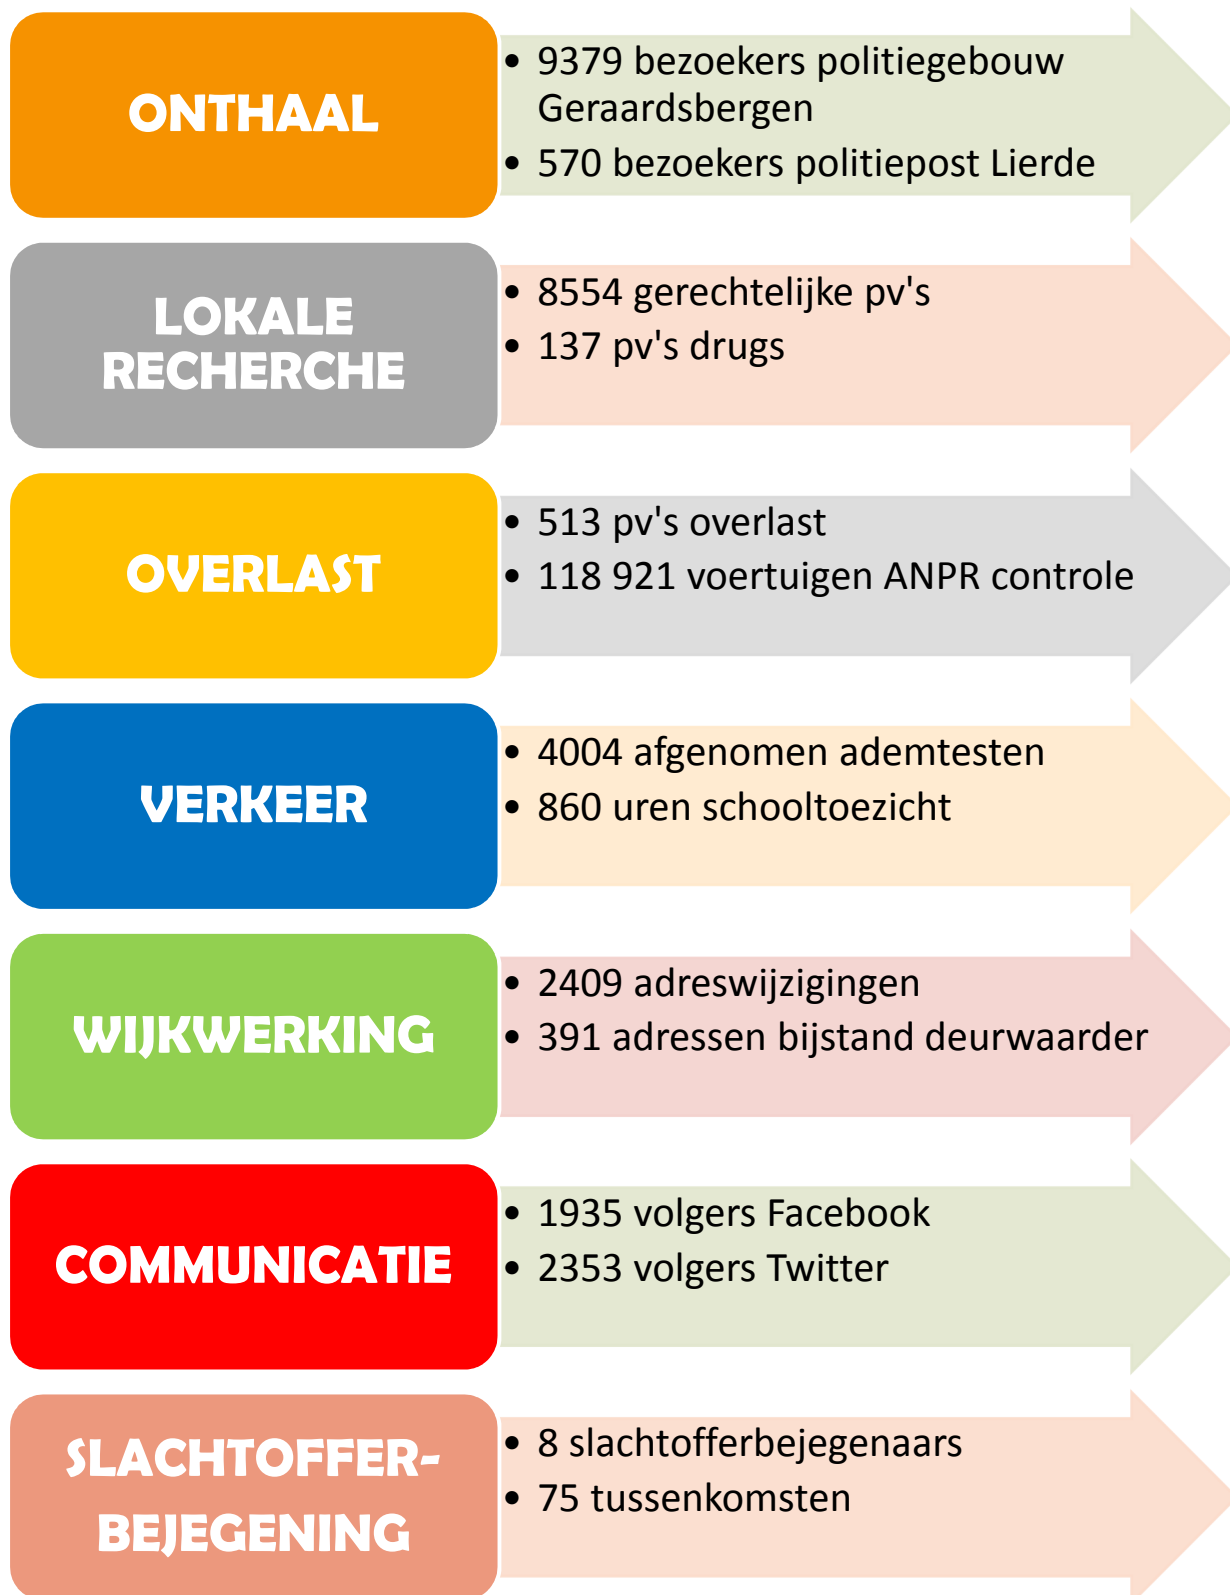 ONTHAAL
• 9379 bezoekers politiegebouw
Geraardsbergen
• 570 bezoekers politiepost Lierde
LOKALE
RECHERCHE
• 8554 gerechtelijke pv's
• 137 pv's drugs
OVERLAST
• 513 pv's overlast
• 118 921 voertuigen ANPR controle
VERKEER
• 4004 afgenomen ademtesten
• 860 uren schooltoezicht
WIJKWERKING
• 2409 adreswijzigingen
• 391 adressen bijstand deurwaarder
COMMUNICATIE
• 1935 volgers Facebook
• 2353 volgers Twitter
SLACHTOFFER-
BEJEGENING
• 8 slachtofferbejegenaars
• 75 tussenkomsten